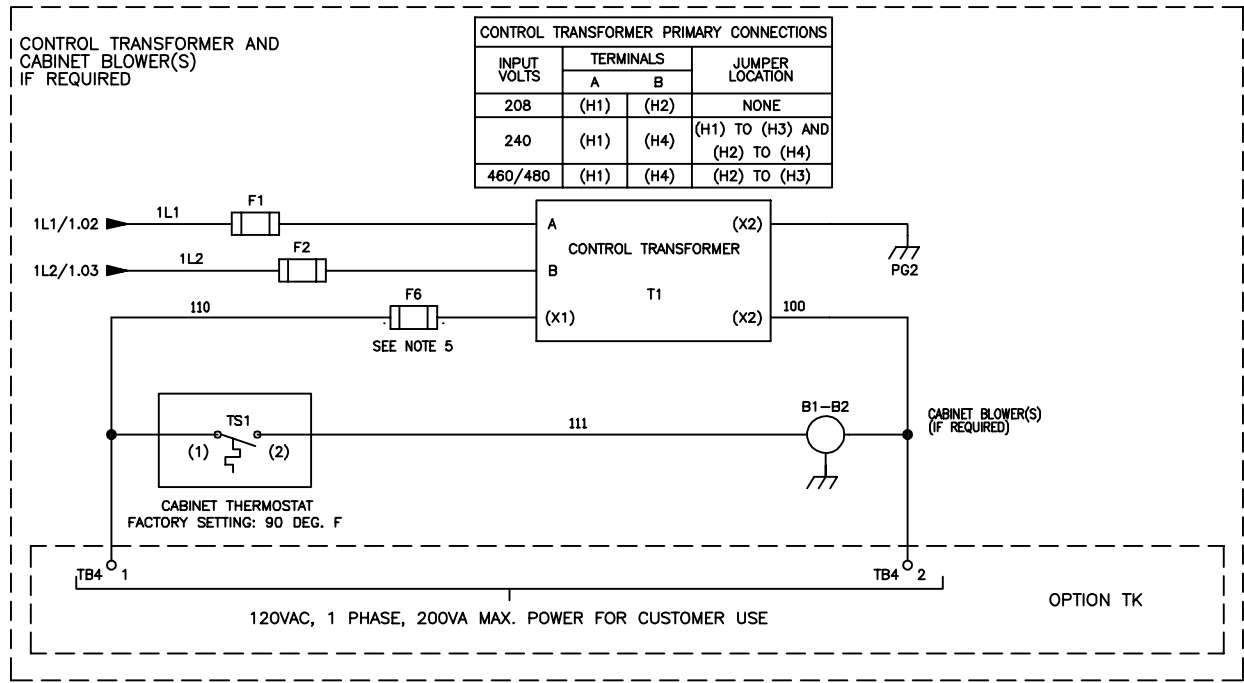 CONTROL TRANSFORMER AND
CABINET BLOWER(S)
IF REQUIRED
CONTROL TRANSFORMER PRIMARY CONNECTIONS
INPUT VOLTS TERMINALS JUMPER LOCATION
A B
208 (H1) (H2) NONE
240 (H1) (H4) (H1) TO (H3) AND
(H2) TO (H4)
460/480 (H1) (H4) (H2) TO (H3)
1L1/1.02 1L1 F1 A (X2)
CONTROL TRANSFORMER
1L2/1.03 1L2 F2 B
PG2
T1
110 F6 (X1) (X2) 100
SEE NOTE 5
TS1
(1) (2)
111
B1-B2
CABINET BLOWER(S)
(IF REQUIRED)
CABINET THERMOSTAT
FACTORY SETTING: 90 DEG. F
TB4 1
TB4 2
120VAC, 1 PHASE, 200VA MAX. POWER FOR CUSTOMER USE
OPTION TK